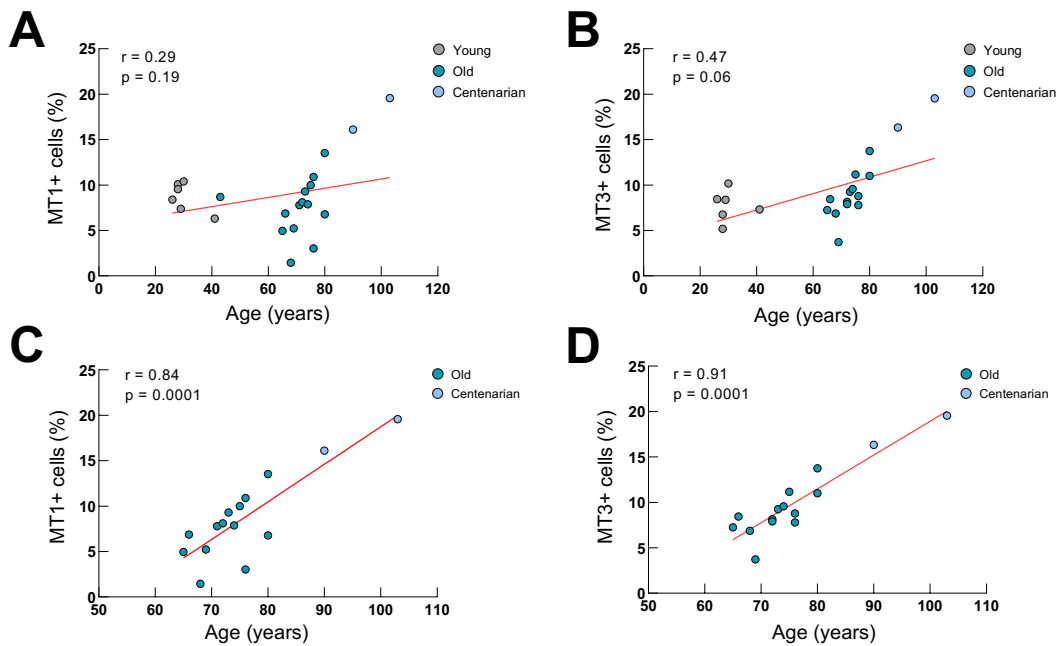 A
r = 0.29
p = 0.19
Young
Old
Centenarian
MT1+ cells (%)
25
20
15
10
5
0
0 20 40 60 80 100 120
Age (years)
B
r = 0.47
p = 0.06
Young
Old
Centenarian
MT3+ cells (%)
25
20
15
10
5
0
0 20 40 60 80 100 120
Age (years)
C
r = 0.84
p = 0.0001
Old
Centenarian
MT1+ cells (%)
25
20
15
10
5
0
50 60 70 80 90 100 110
Age (years)
D
r = 0.91
p = 0.0001
Old
Centenarian
MT3+ cells (%)
25
20
15
10
5
0
50 60 70 80 90 100 110
Age (years)